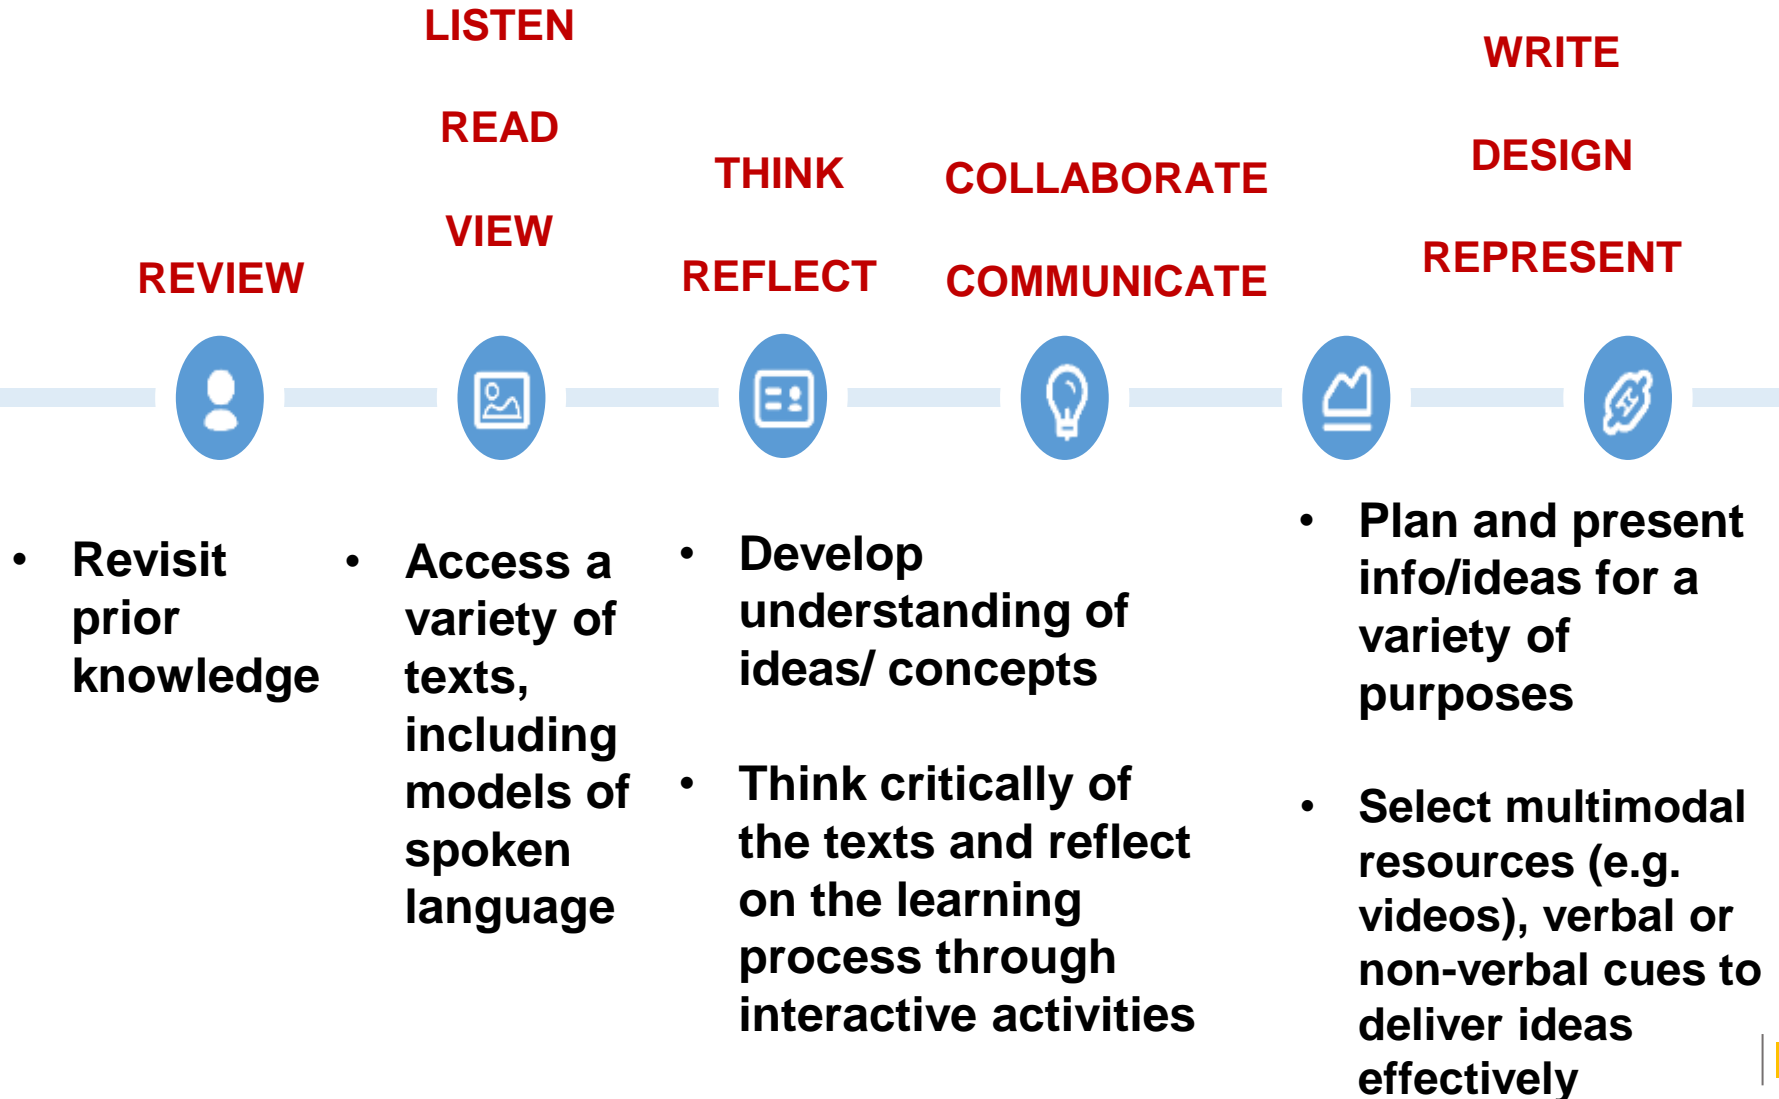 LISTEN
READ
VIEW
REVIEW
THINK
REFLECT
COLLABORATE
COMMUNICATE
WRITE
DESIGN
REPRESENT
• Revisit
prior
knowledge
• Access a
variety of
texts,
including
models of
spoken
language
• Develop
understanding of
ideas/ concepts
• Think critically of
the texts and reflect
on the learning
process through
interactive activities
• Plan and present
info/ideas for a
variety of
purposes
• Select multimodal
resources (e.g.
videos), verbal or
non-verbal cues to
deliver ideas
effectively